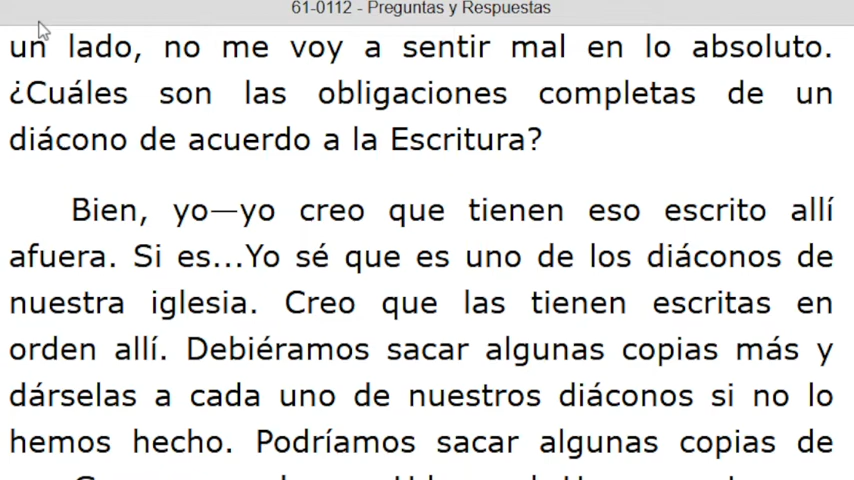 61-0112 - Preguntas y Respuestas
un lado, no me voy a sentir mal en lo absoluto.
¿Cuáles son las obligaciones completas de un
diácono de acuerdo a la Escritura?
Bien, yo—yo creo que tienen eso escrito allí
afuera. Si es...Yo sé que es uno de los diáconos de
nuestra iglesia. Creo que las tienen escritas en
orden allí. Debiéramos sacar algunas copias más y
dárselas a cada uno de nuestros diáconos si no lo
hemos hecho. Podríamos sacar algunas copias de